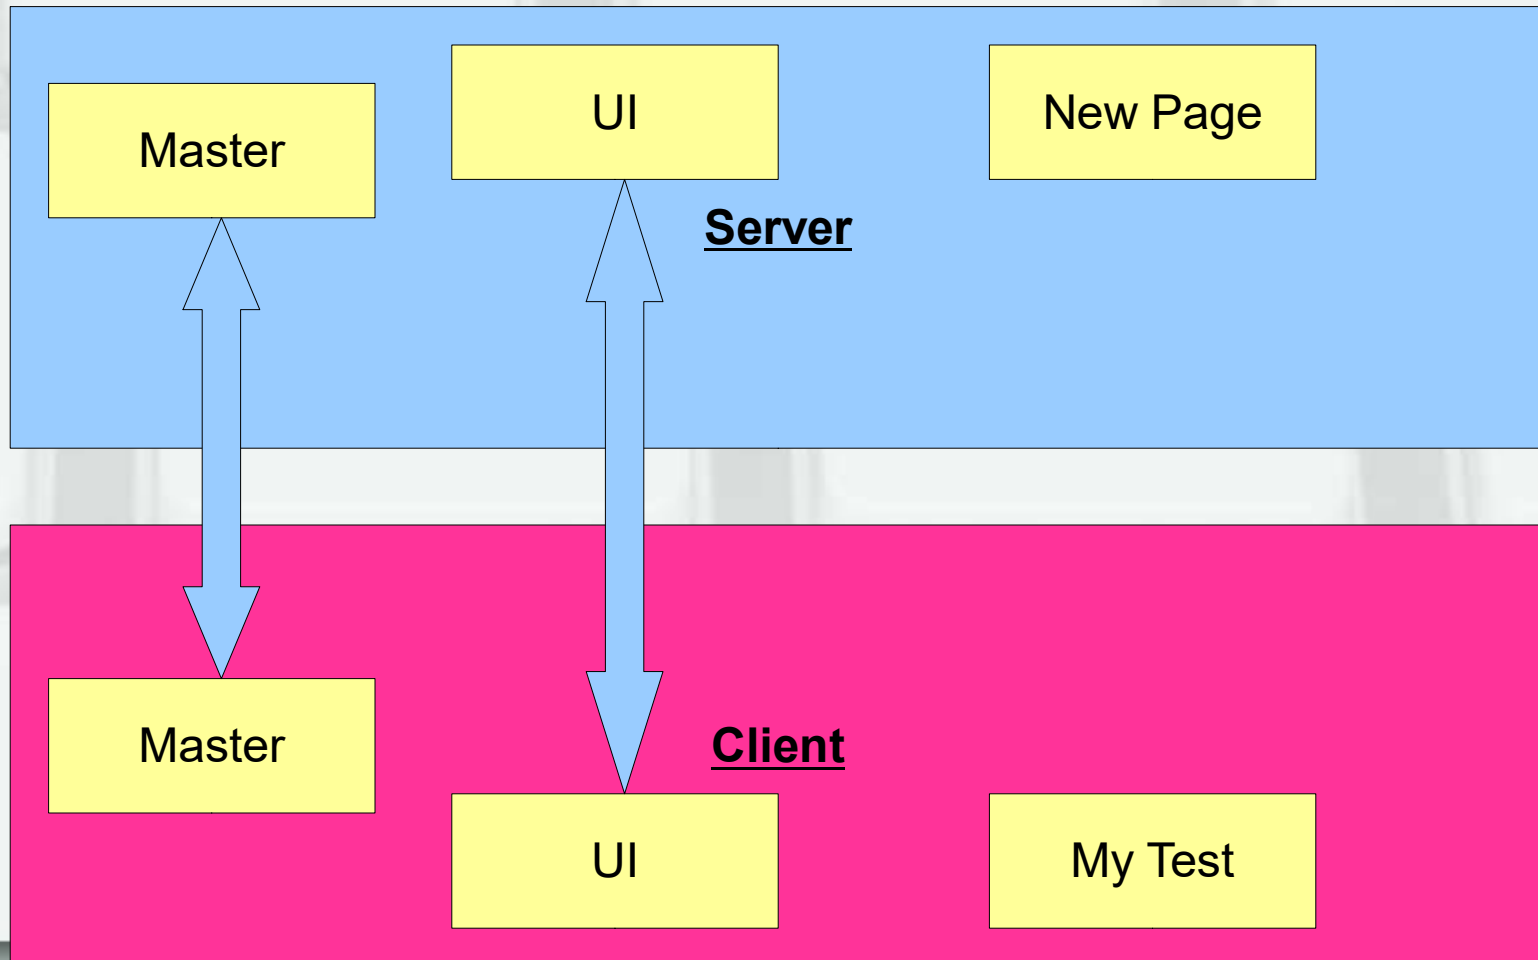 Master
UI
New Page
Server
Master
Client
UI
My Test